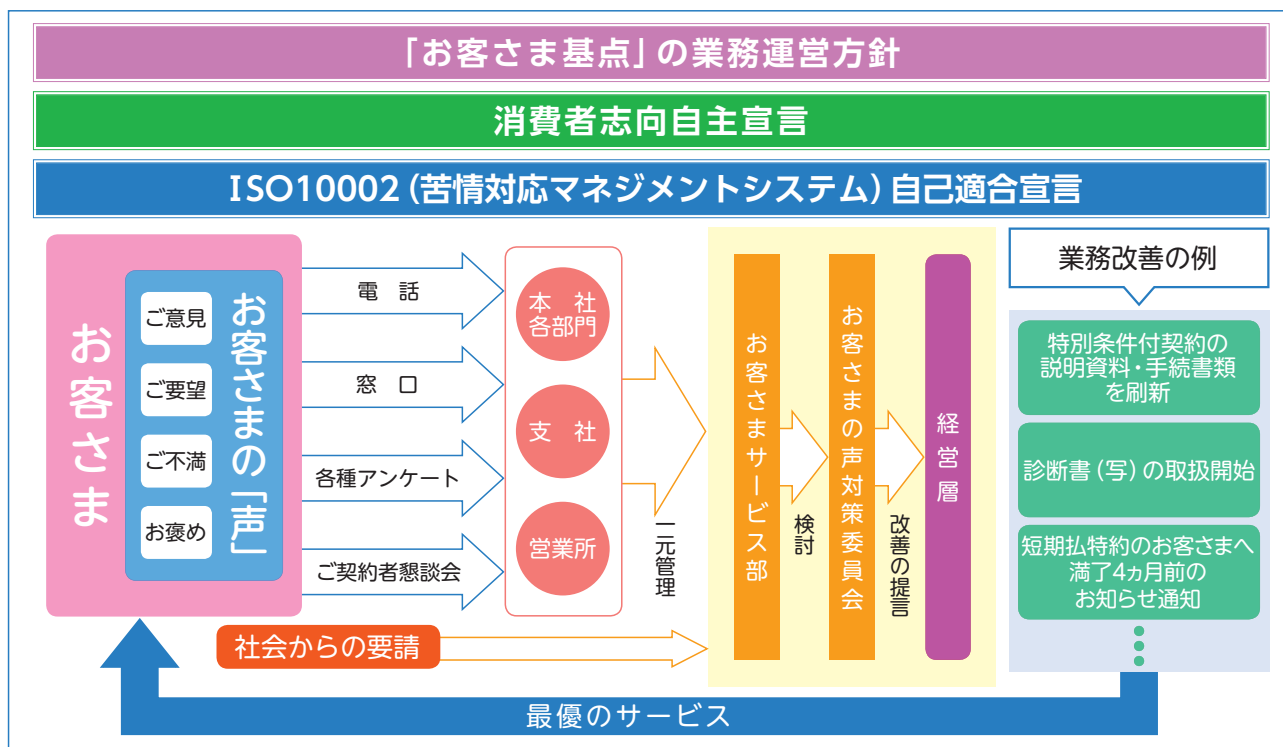 「お客さま基点」の業務運営方針
消費者志向自主宣言
ISO10002(苦情対応マネジメントシステム)自己適合宣言
お客さま
お客さまの「声」
ご意見
ご要望
ご不満
お褒め
電 話
窓 口
各種アンケート
ご契約者懇談会
本 社
各部門
支 社
営業所
一元管理
社会からの要請
お客さまサービス部
検討
お客さまの声対策委員会
改善の提言
経営層
業務改善の例
特別条件付契約の
説明資料・手続書類
を刷新
診断書(写)の取扱開始
短期払特約のお客さまへ
満了4ヵ月前の
お知らせ通知
最優のサービス